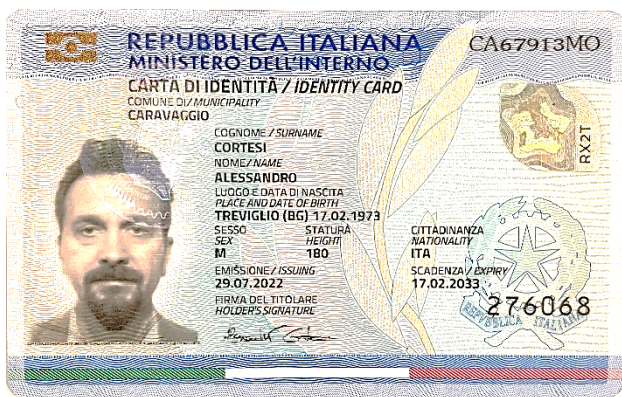 REPUBBLICA ITALIANA
MINISTERO DELL'INTERNO
CA67913MO
CARTA DI IDENTITÀ / IDENTITY CARD
COMUNE DI / MUNICIPALITY
CARAVAGGIO
COGNOME / SURNAME
CORTESI
NOME / NAME
ALESSANDRO
LUOGO E DATA DI NASCITA
PLACE AND DATE OF BIRTH
TREVIGLIO (BG) 17.02.1973
SESSO STATURA CITTADINANZA
SEX HEIGHT NATIONALITY
M 180 ITA
EMISSIONE / ISSUING SCADENZA / EXPIRY
29.07.2022 17.02.2033
FIRMA DEL TITOLARE
HOLDER'S SIGNATURE
276068
REPUBBLICA ITALIANA
RX2T